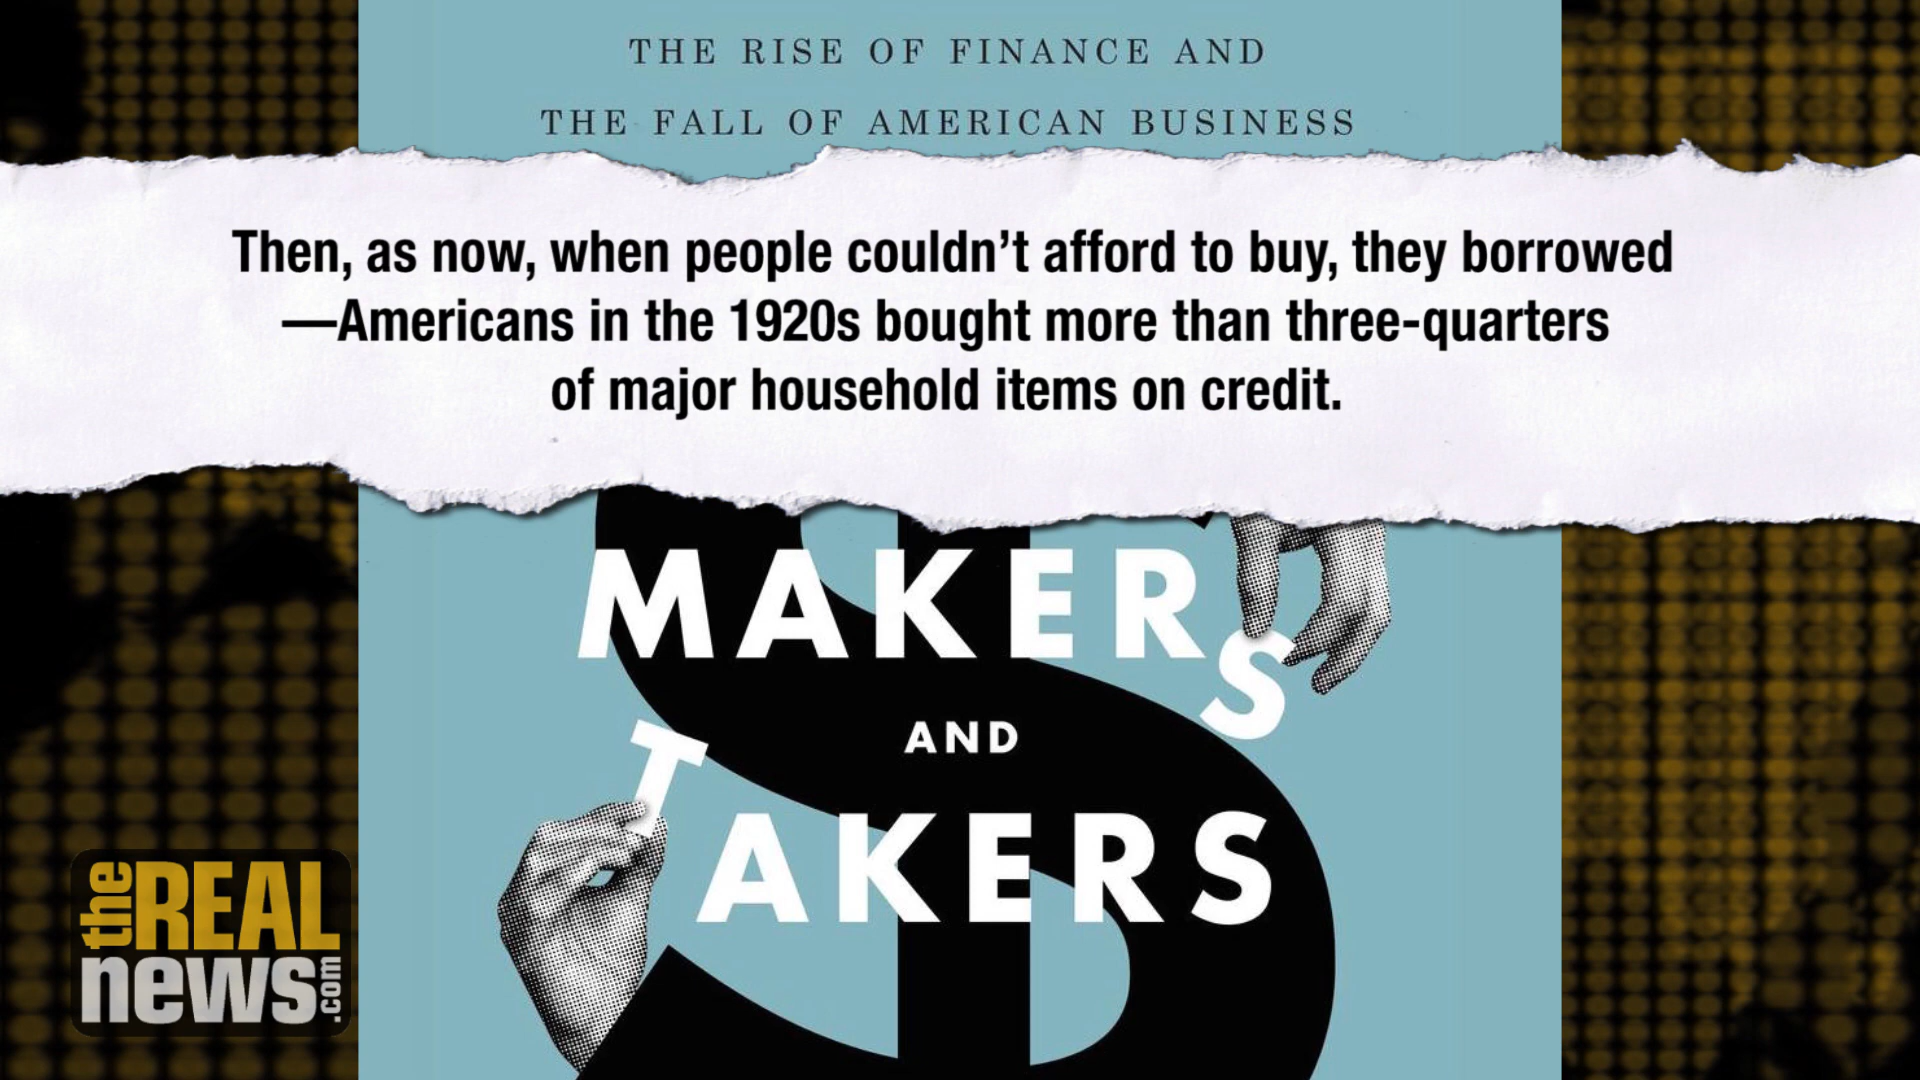 THE RISE OF FINANCE AND
THE FALL OF AMERICAN BUSINESS
Then, as now, when people couldn’t afford to buy, they borrowed
—Americans in the 1920s bought more than three-quarters
of major household items on credit.
MAKERS
AND
TAKERS
the REAL
news.com